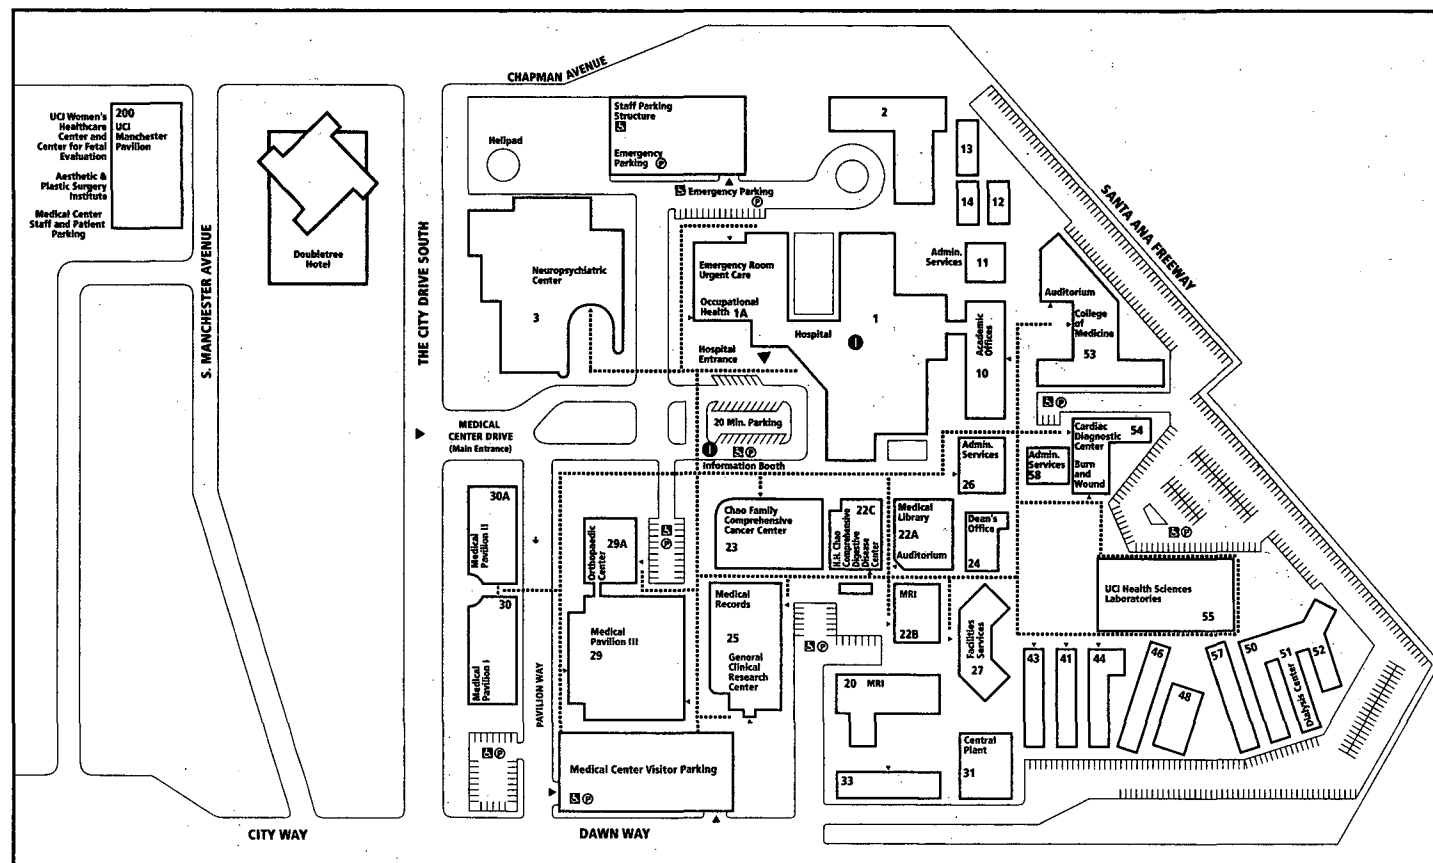 CHAPMAN AVENUE
200
UCI
Manchester
Pavilion
UCI Women's
Healthcare
Center and
Center for Fetal
Evaluation
Aesthetic &
Plastic Surgery
Institute
Medical Center
Staff and Patient
Parking
S. MANCHESTER AVENUE
Doubletree
Hotel
THE CITY DRIVE SOUTH
Helipad
Staff Parking
Structure
Emergency
Parking P
Emergency Parking
P
2
13
14
12
SANTA ANA FREEWAY
Neuropsychiatric
Center
3
Emergency Room
Urgent Care
Occupational
Health 1A
Hospital
1
i
Hospital
Entrance
Admin.
Services
11
Academic
Offices
10
Auditorium
College
of
Medicine
53
P
MEDICAL
CENTER DRIVE
(Main Entrance)
20 Min. Parking
i
P
Information Booth
Admin.
Services
26
Admin.
Services
58
Cardiac
Diagnostic
Center
54
Burn
and
Wound
30A
Medical
Pavilion II
Orthopaedic
Center
29A
P
Chao Family
Comprehensive
Cancer Center
23
22C
H.H. Chao
Comprehensive
Digestive
Disease
Center
Medical
Library
22A
Auditorium
Dean's
Office
24
P
30
Medical
Pavilion I
PAVILION WAY
Medical
Pavilion III
29
Medical
Records
25
General
Clinical
Research
Center
P
MRI
22B
Facilities
Services
27
UCI Health Sciences
Laboratories
55
43
41
44
46
48
57
50
51
Dialysis Center
52
20 MRI
Central
Plant
31
33
P
Medical Center Visitor Parking
P
CITY WAY
DAWN WAY